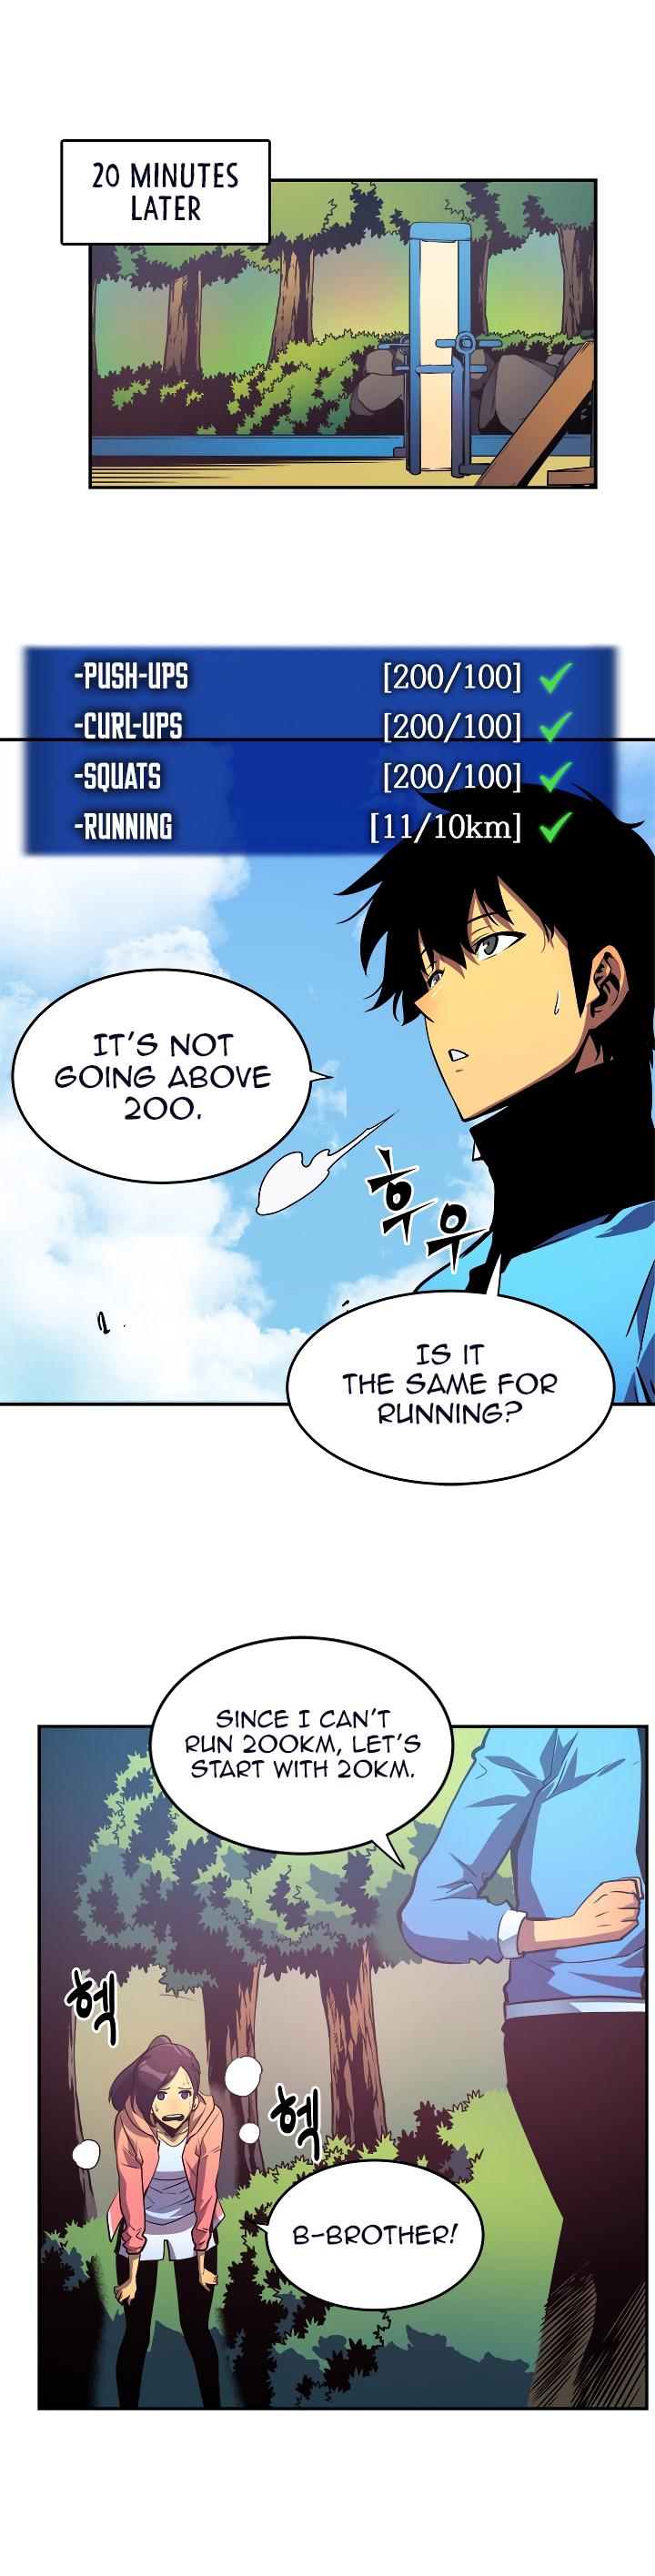 20 MINUTES
LATER
-PUSH-UPS [200/100] ✓
-CURL-UPS [200/100] ✓
-SQUATS [200/100] ✓
-RUNNING [11/10km] ✓
IT'S NOT
GOING ABOVE
200.
후우
IS IT
THE SAME FOR
RUNNING?
SINCE I CAN'T
RUN 200KM, LET'S
START WITH 20KM.
헥
헥
B-BROTHER!